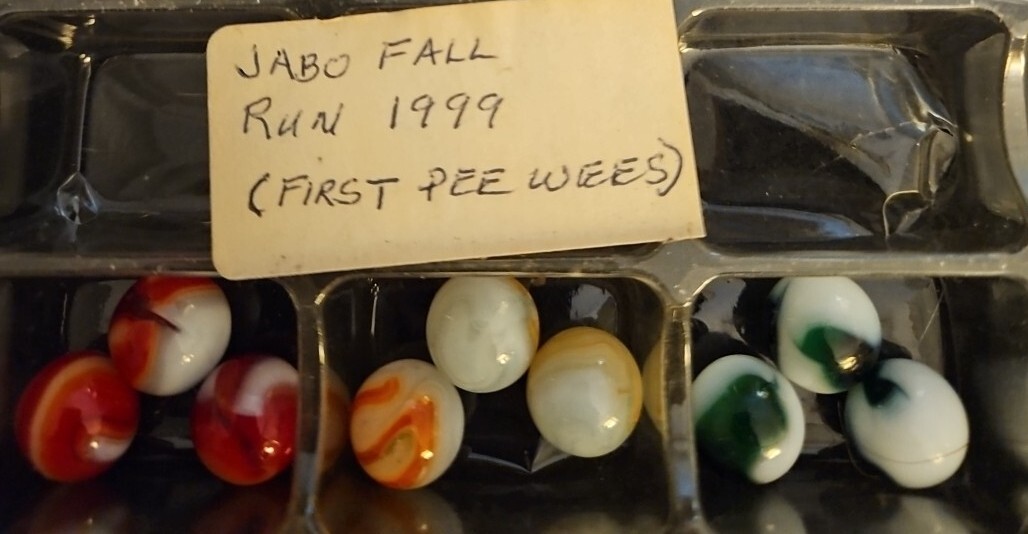 JABO FALL
RUN 1999
(FIRST PEE WEES)